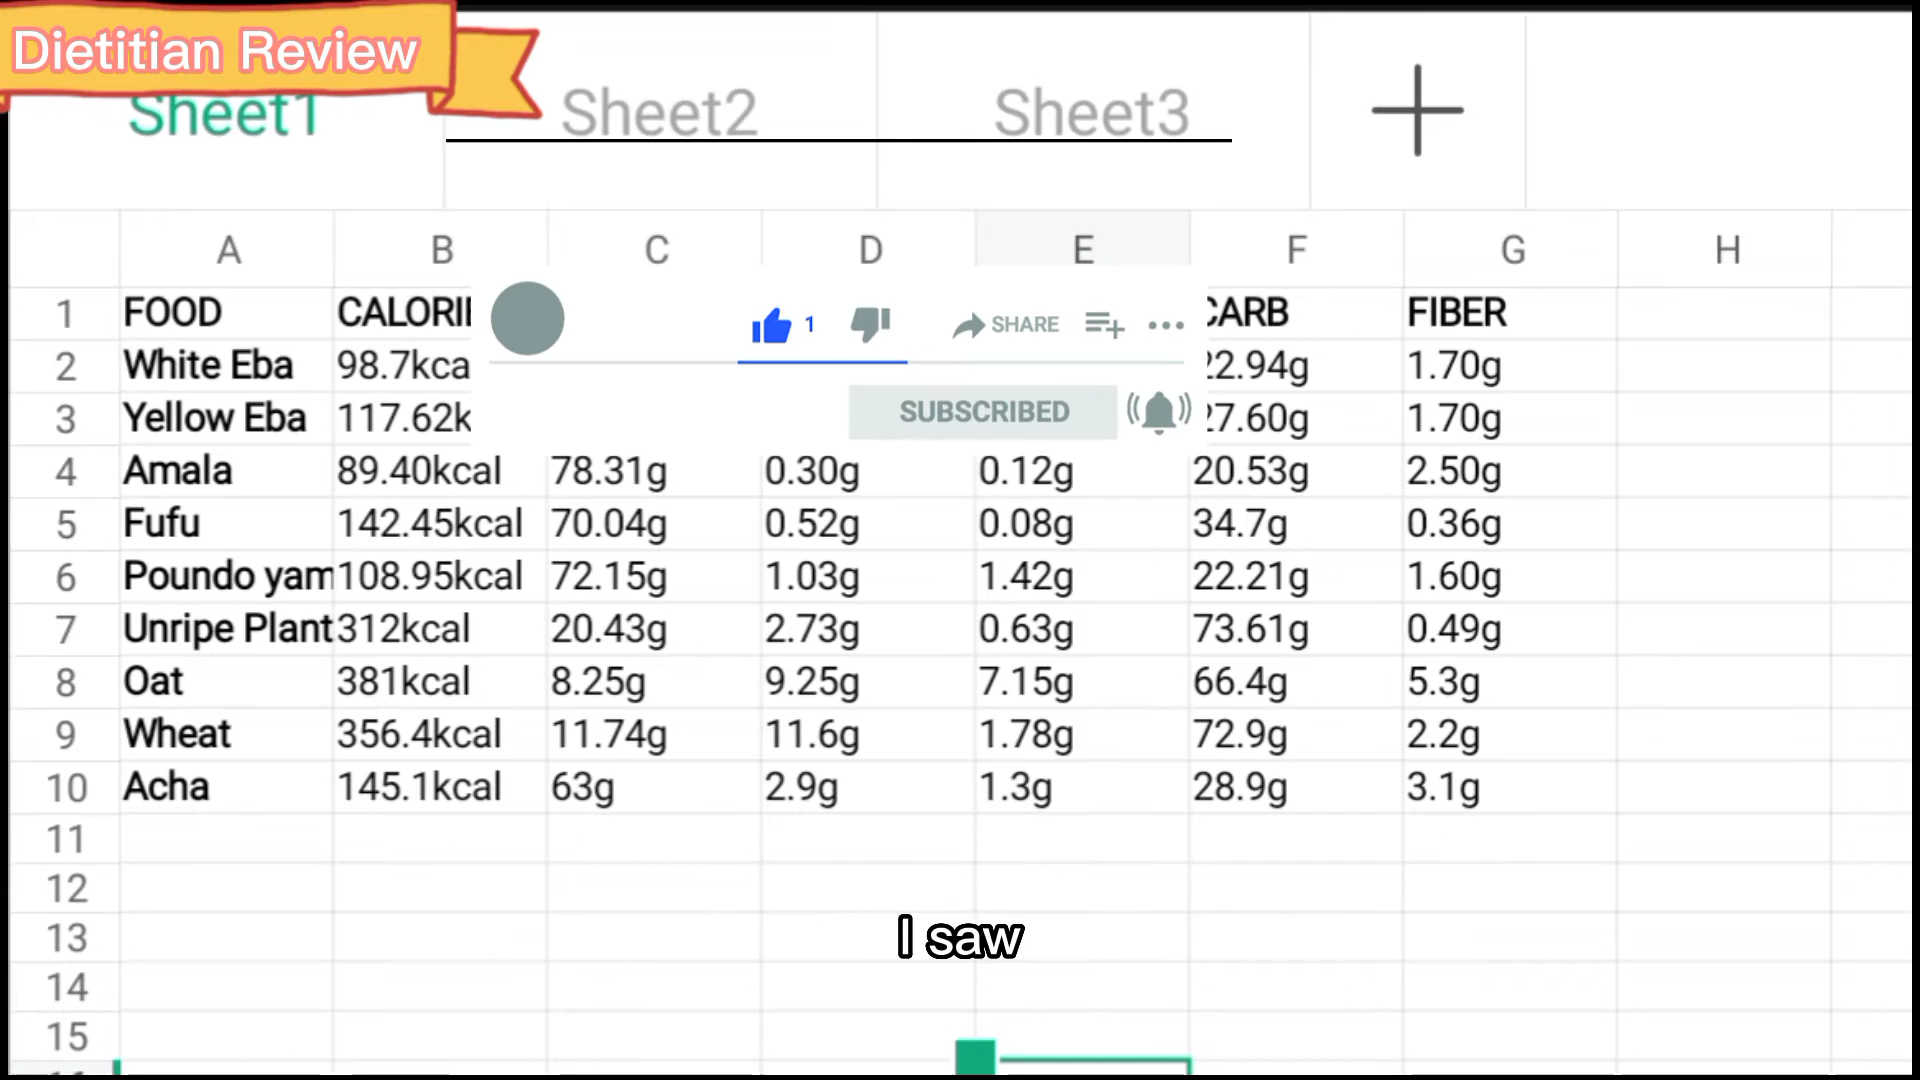 Dietitian Review
Sheet1 Sheet2 Sheet3
A B C D E F G H
1 FOOD CARB FIBER
1 SHARE
2 White Eba 98.7kca 22.94g 1.70g
SUBSCRIBED
3 Yellow Eba 117.62k 27.60g 1.70g
4 Amala 89.40kcal 78.31g 0.30g 0.12g 20.53g 2.50g
5 Fufu 142.45kcal 70.04g 0.52g 0.08g 34.7g 0.36g
6 Poundo yam 108.95kcal 72.15g 1.03g 1.42g 22.21g 1.60g
7 Unripe Plant 312kcal 20.43g 2.73g 0.63g 73.61g 0.49g
8 Oat 381kcal 8.25g 9.25g 7.15g 66.4g 5.3g
9 Wheat 356.4kcal 11.74g 11.6g 1.78g 72.9g 2.2g
10 Acha 145.1kcal 63g 2.9g 1.3g 28.9g 3.1g
11
12
13
I saw
14
15